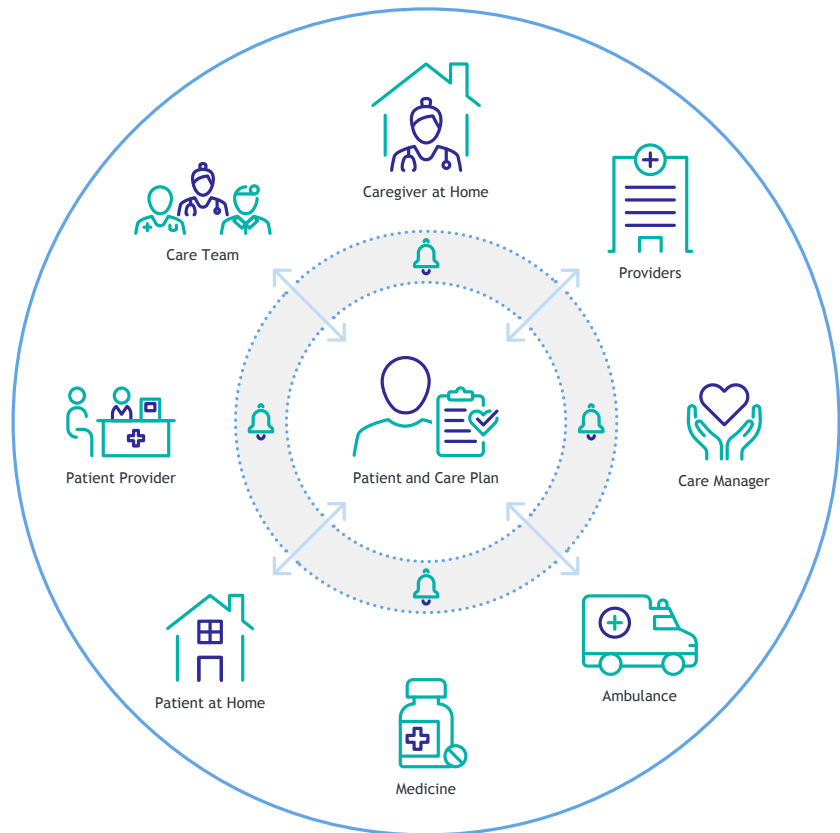 Caregiver at Home
Care Team
Providers
Patient Provider
Patient and Care Plan
Care Manager
Patient at Home
Ambulance
Medicine